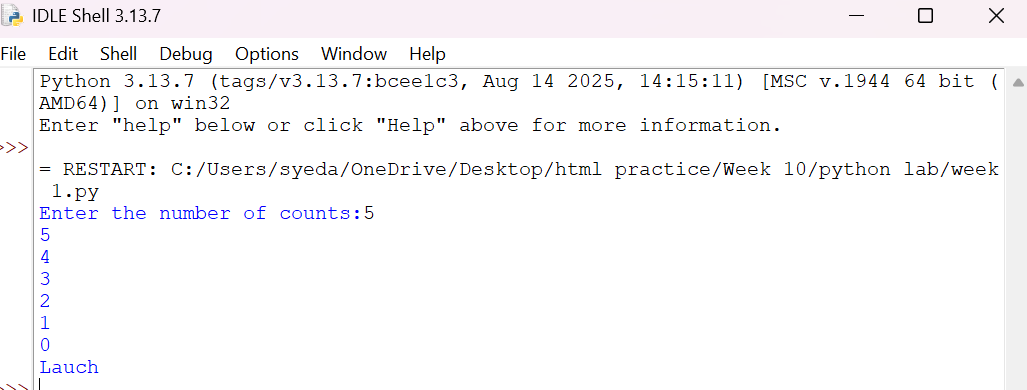 IDLE Shell 3.13.7
File Edit Shell Debug Options Window Help
Python 3.13.7 (tags/v3.13.7:bcee1c3, Aug 14 2025, 14:15:11) [MSC v.1944 64 bit (
AMD64)] on win32
Enter "help" below or click "Help" above for more information.
>>>
= RESTART: C:/Users/syeda/OneDrive/Desktop/html practice/Week 10/python lab/week
1.py
Enter the number of counts:5
5
4
3
2
1
0
Lauch
>>>